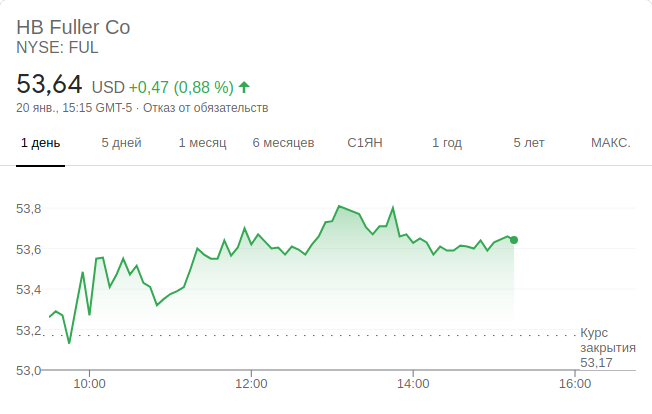 HB Fuller Co
NYSE: FUL
53,64 USD +0,47 (0,88 %)
20 янв., 15:15 GMT-5 · Отказ от обязательств
1 день 5 дней 1 месяц 6 месяцев С1ЯН 1 год 5 лет МАКС.
53,8
53,6
53,4
53,2
Курс
закрытия
53,17
53,0
10:00 12:00 14:00 16:00